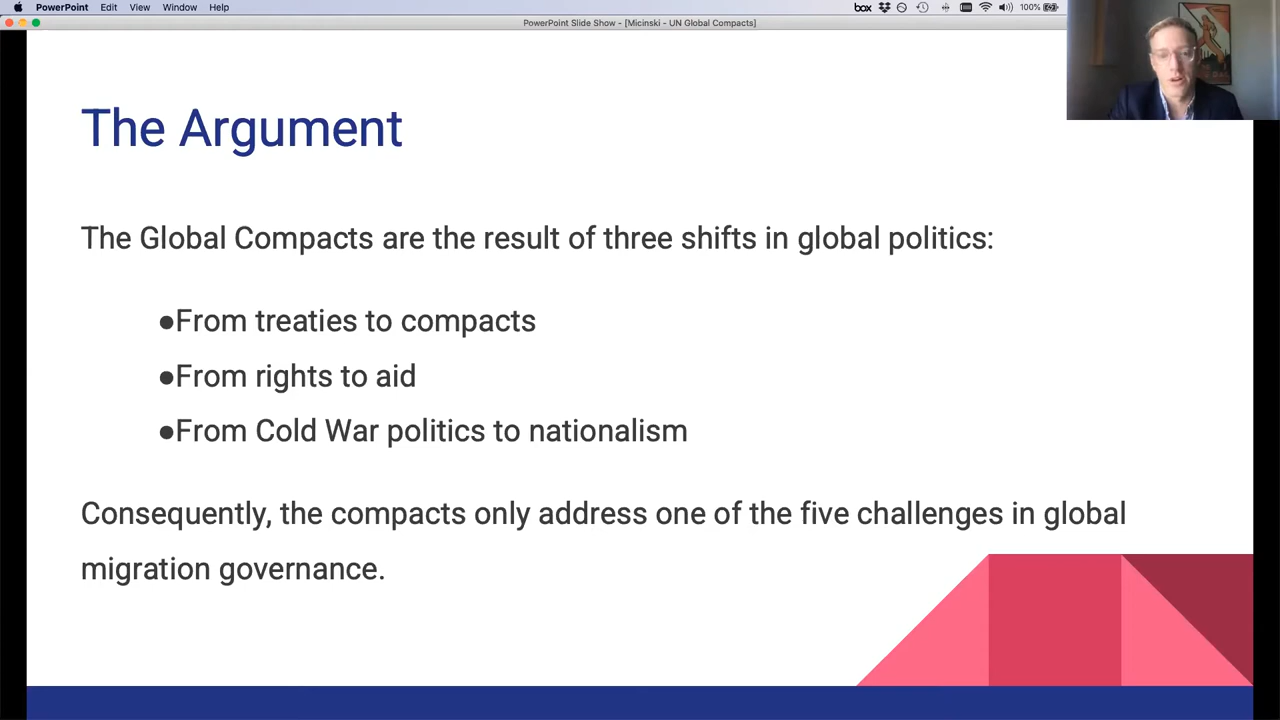 PowerPoint Edit View Window Help box 100%
PowerPoint Slide Show - [Micinski - UN Global Compacts]
The Argument
The Global Compacts are the result of three shifts in global politics:
●From treaties to compacts
●From rights to aid
●From Cold War politics to nationalism
Consequently, the compacts only address one of the five challenges in global
migration governance.